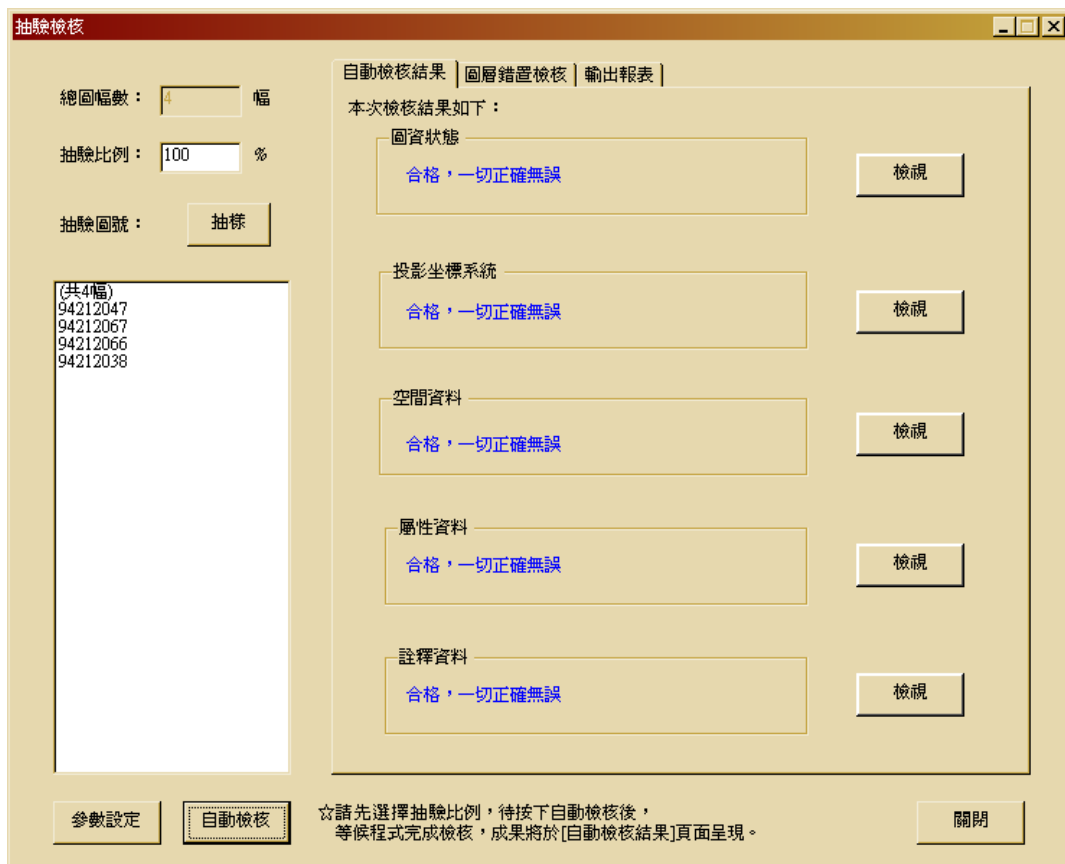 抽驗檢核
總圖幅數： 4 幅
抽驗比例： 100 %
抽驗圖號： 抽樣
(共4幅)
94212047
94212067
94212066
94212038
自動檢核結果 圖層錯置檢核 輸出報表
本次檢核結果如下：
圖資狀態
合格，一切正確無誤 檢視
投影坐標系統
合格，一切正確無誤 檢視
空間資料
合格，一切正確無誤 檢視
屬性資料
合格，一切正確無誤 檢視
詮釋資料
合格，一切正確無誤 檢視
參數設定 自動檢核
☆請先選擇抽驗比例，待按下自動檢核後，
等候程式完成檢核，成果將於[自動檢核結果]頁面呈現。
關閉